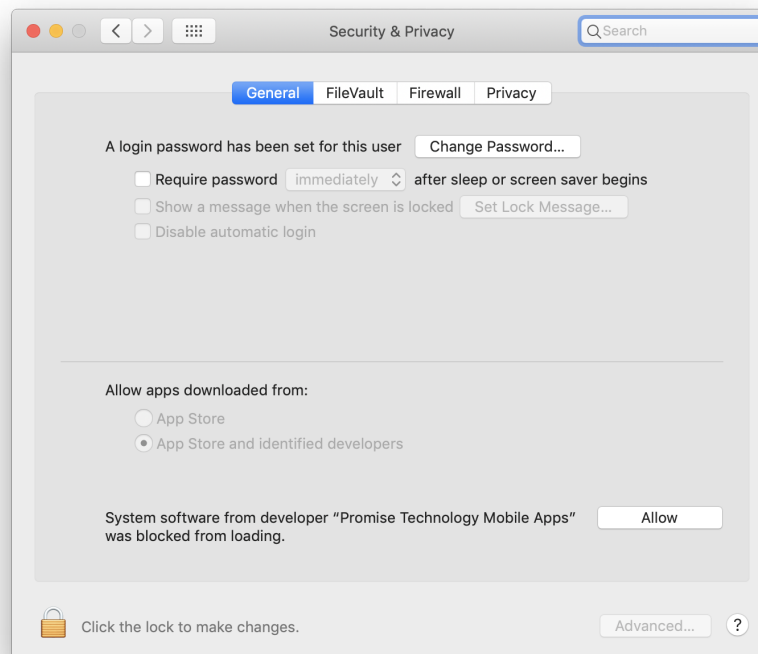 Security & Privacy
Search
General FileVault Firewall Privacy
A login password has been set for this user Change Password...
Require password immediately after sleep or screen saver begins
Show a message when the screen is locked Set Lock Message...
Disable automatic login
Allow apps downloaded from:
App Store
App Store and identified developers
System software from developer “Promise Technology Mobile Apps” Allow
was blocked from loading.
Click the lock to make changes. Advanced... ?